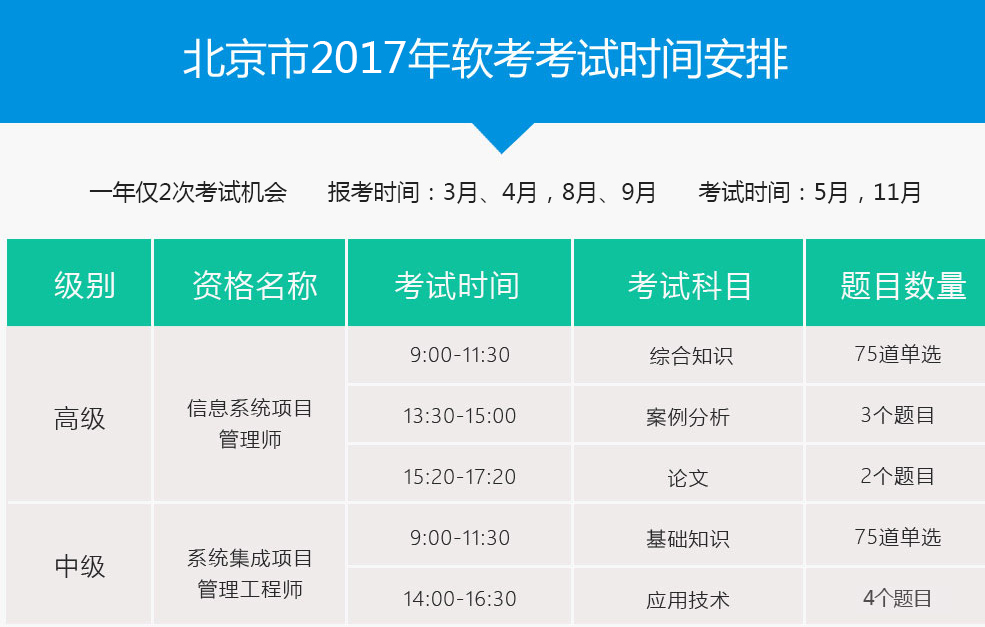 北京市2017年软考考试时间安排
一年仅2次考试机会 报考时间：3月、4月，8月、9月 考试时间：5月，11月
级别 资格名称 考试时间 考试科目 题目数量
高级
信息系统项目
管理师
9:00-11:30 综合知识 75道单选
13:30-15:00 案例分析 3个题目
15:20-17:20 论文 2个题目
中级
系统集成项目
管理工程师
9:00-11:30 基础知识 75道单选
14:00-16:30 应用技术 4个题目